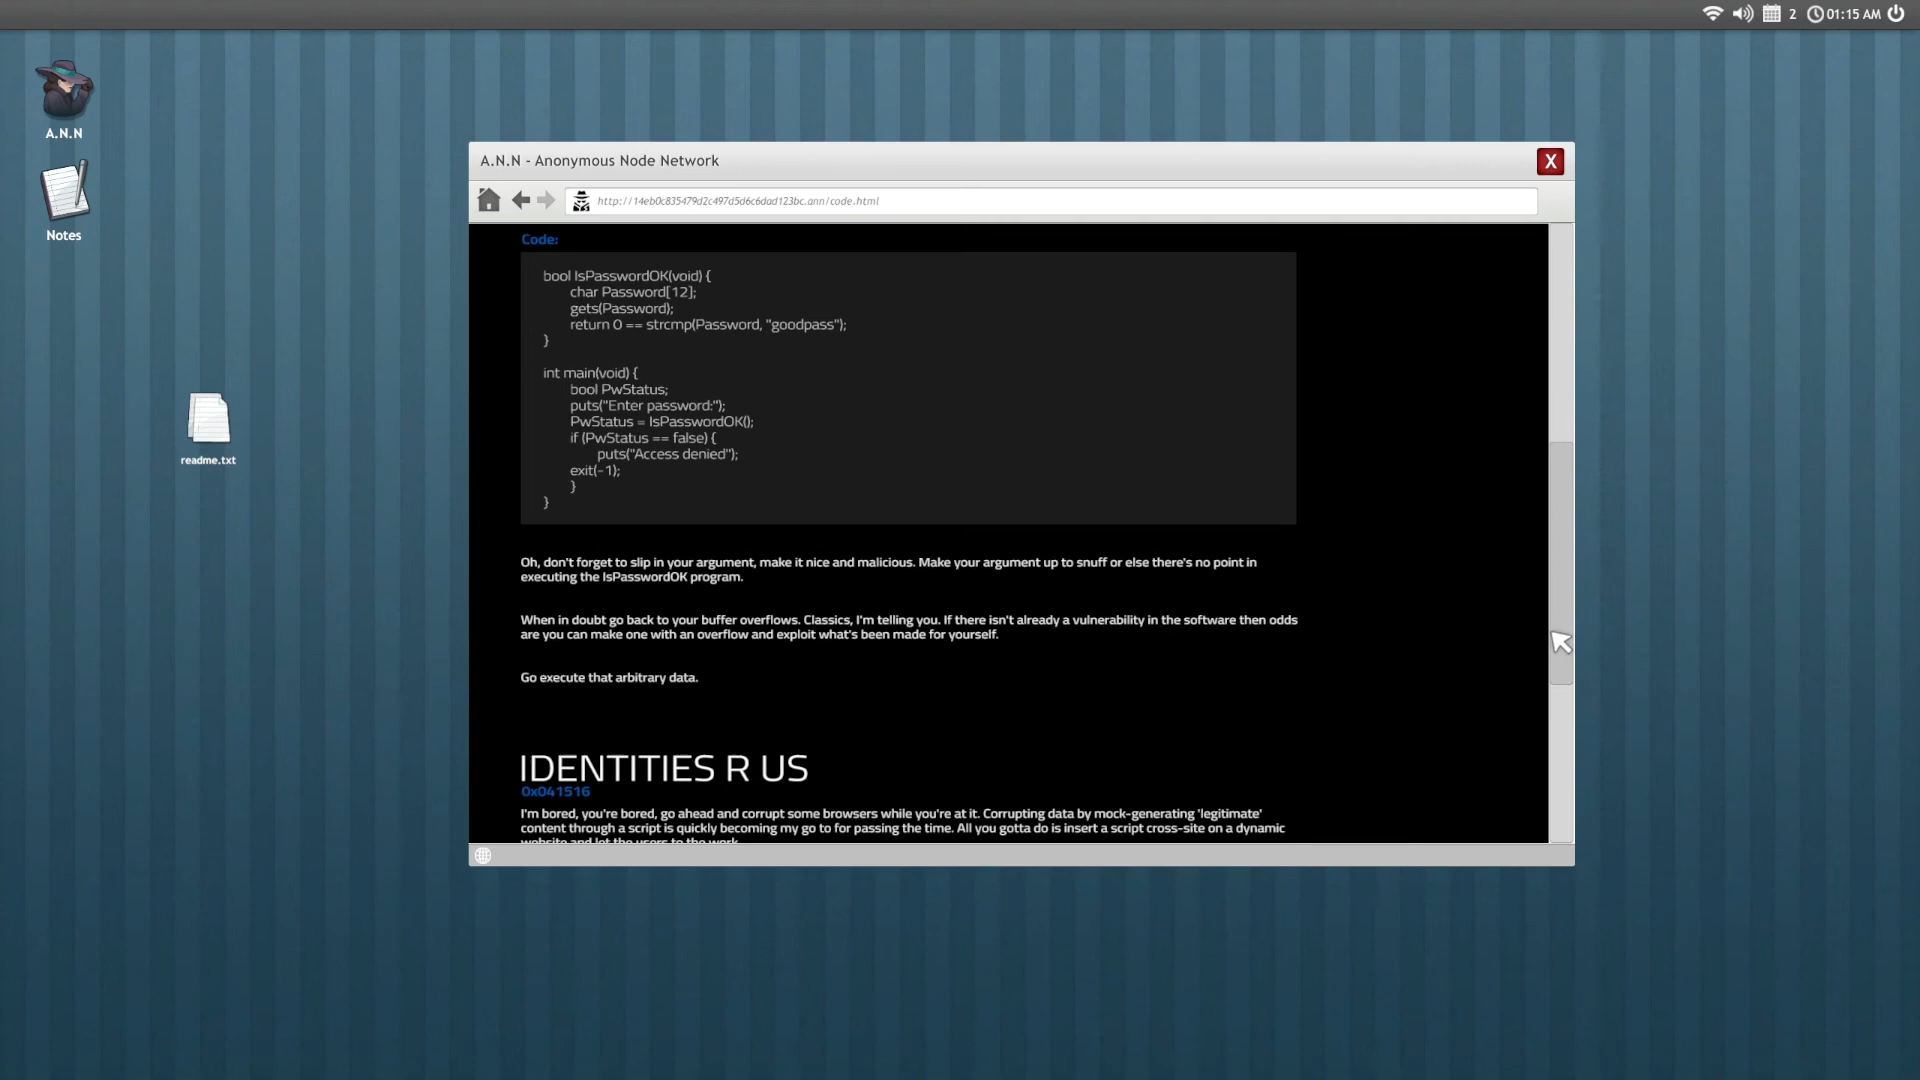 2 01:15 AM
A.N.N
Notes
readme.txt
A.N.N - Anonymous Node Network
X
http://14eb0c835479d2c497d5d6c6dad123bc.ann/code.html
Code:
bool IsPasswordOK(void) {
char Password[12];
gets(Password);
return 0 == strcmp(Password, "goodpass");
}
int main(void) {
bool PwStatus;
puts("Enter password:");
PwStatus = IsPasswordOK();
if (PwStatus == false) {
puts("Access denied");
exit(-1);
}
}
Oh, don't forget to slip in your argument, make it nice and malicious. Make your argument up to snuff or else there's no point in
executing the IsPasswordOK program.
When in doubt go back to your buffer overflows. Classics, I'm telling you. If there isn't already a vulnerability in the software then odds
are you can make one with an overflow and exploit what's been made for yourself.
Go execute that arbitrary data.
IDENTITIES R US
0x041516
I'm bored, you're bored, go ahead and corrupt some browsers while you're at it. Corrupting data by mock-generating 'legitimate'
content through a script is quickly becoming my go to for passing the time. All you gotta do is insert a script cross-site on a dynamic
website and let the users to the work